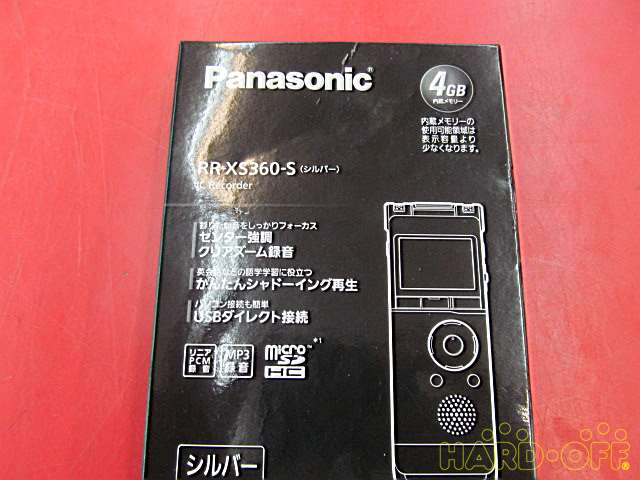 Panasonic®
4GB
内蔵メモリー
内蔵メモリーの
使用可能領域は
表示容量より
少なくなります。
RR-XS360-S（シルバー）
IC Recorder
をしっかりフォーカス
センター強調
クリアズーム録音
英会話などの語学学習に役立つ
かんたんシャドーイング再生
パソコン接続も簡単
USBダイレクト接続
リニア
PCM
録音
MP3
録音
micro
SD
HC
™
※1
シルバー
HARD-OFF